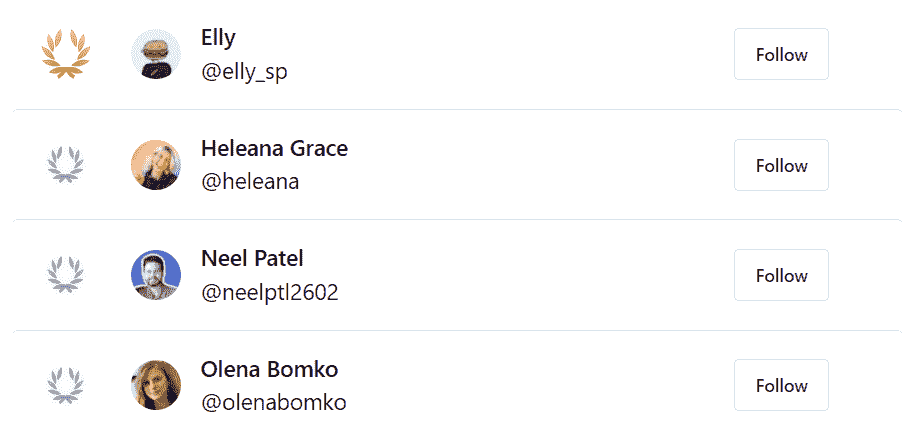 Elly
@elly_sp
Follow
Heleana Grace
@heleana
Follow
Neel Patel
@neelptl2602
Follow
Olena Bomko
@olenabomko
Follow